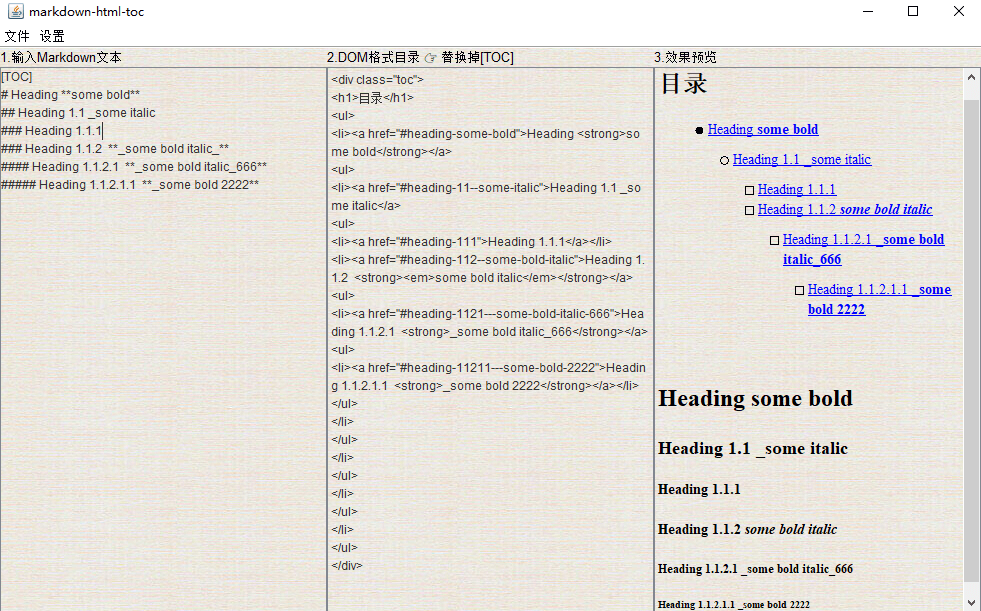 markdown-html-toc
文件 设置
1.输入Markdown文本
[TOC]
# Heading **some bold**
## Heading 1.1 _some italic
### Heading 1.1.1
### Heading 1.1.2  **_some bold italic_**
#### Heading 1.1.2.1  **_some bold italic_666**
##### Heading 1.1.2.1.1  **_some bold 2222**
2.DOM格式目录 👉 替换掉[TOC]
<div class="toc">
<h1>目录</h1>
<ul>
<li><a href="#heading-some-bold">Heading <strong>so
me bold</strong></a>
<ul>
<li><a href="#heading-11--some-italic">Heading 1.1 _so
me italic</a>
<ul>
<li><a href="#heading-111">Heading 1.1.1</a></li>
<li><a href="#heading-112--some-bold-italic">Heading 1.
1.2  <strong><em>some bold italic</em></strong></a>
<ul>
<li><a href="#heading-1121---some-bold-italic-666">Hea
ding 1.1.2.1  <strong>_some bold italic_666</strong></a>
<ul>
<li><a href="#heading-11211---some-bold-2222">Headin
g 1.1.2.1.1  <strong>_some bold 2222</strong></a></li>
</ul>
</li>
</ul>
</li>
</ul>
</li>
</ul>
</li>
</ul>
</div>
3.效果预览
目录
Heading some bold
Heading 1.1 _some italic
Heading 1.1.1
Heading 1.1.2 some bold italic
Heading 1.1.2.1 _some bold
italic_666
Heading 1.1.2.1.1 _some
bold 2222
Heading some bold
Heading 1.1 _some italic
Heading 1.1.1
Heading 1.1.2 some bold italic
Heading 1.1.2.1 _some bold italic_666
Heading 1.1.2.1.1 _some bold 2222